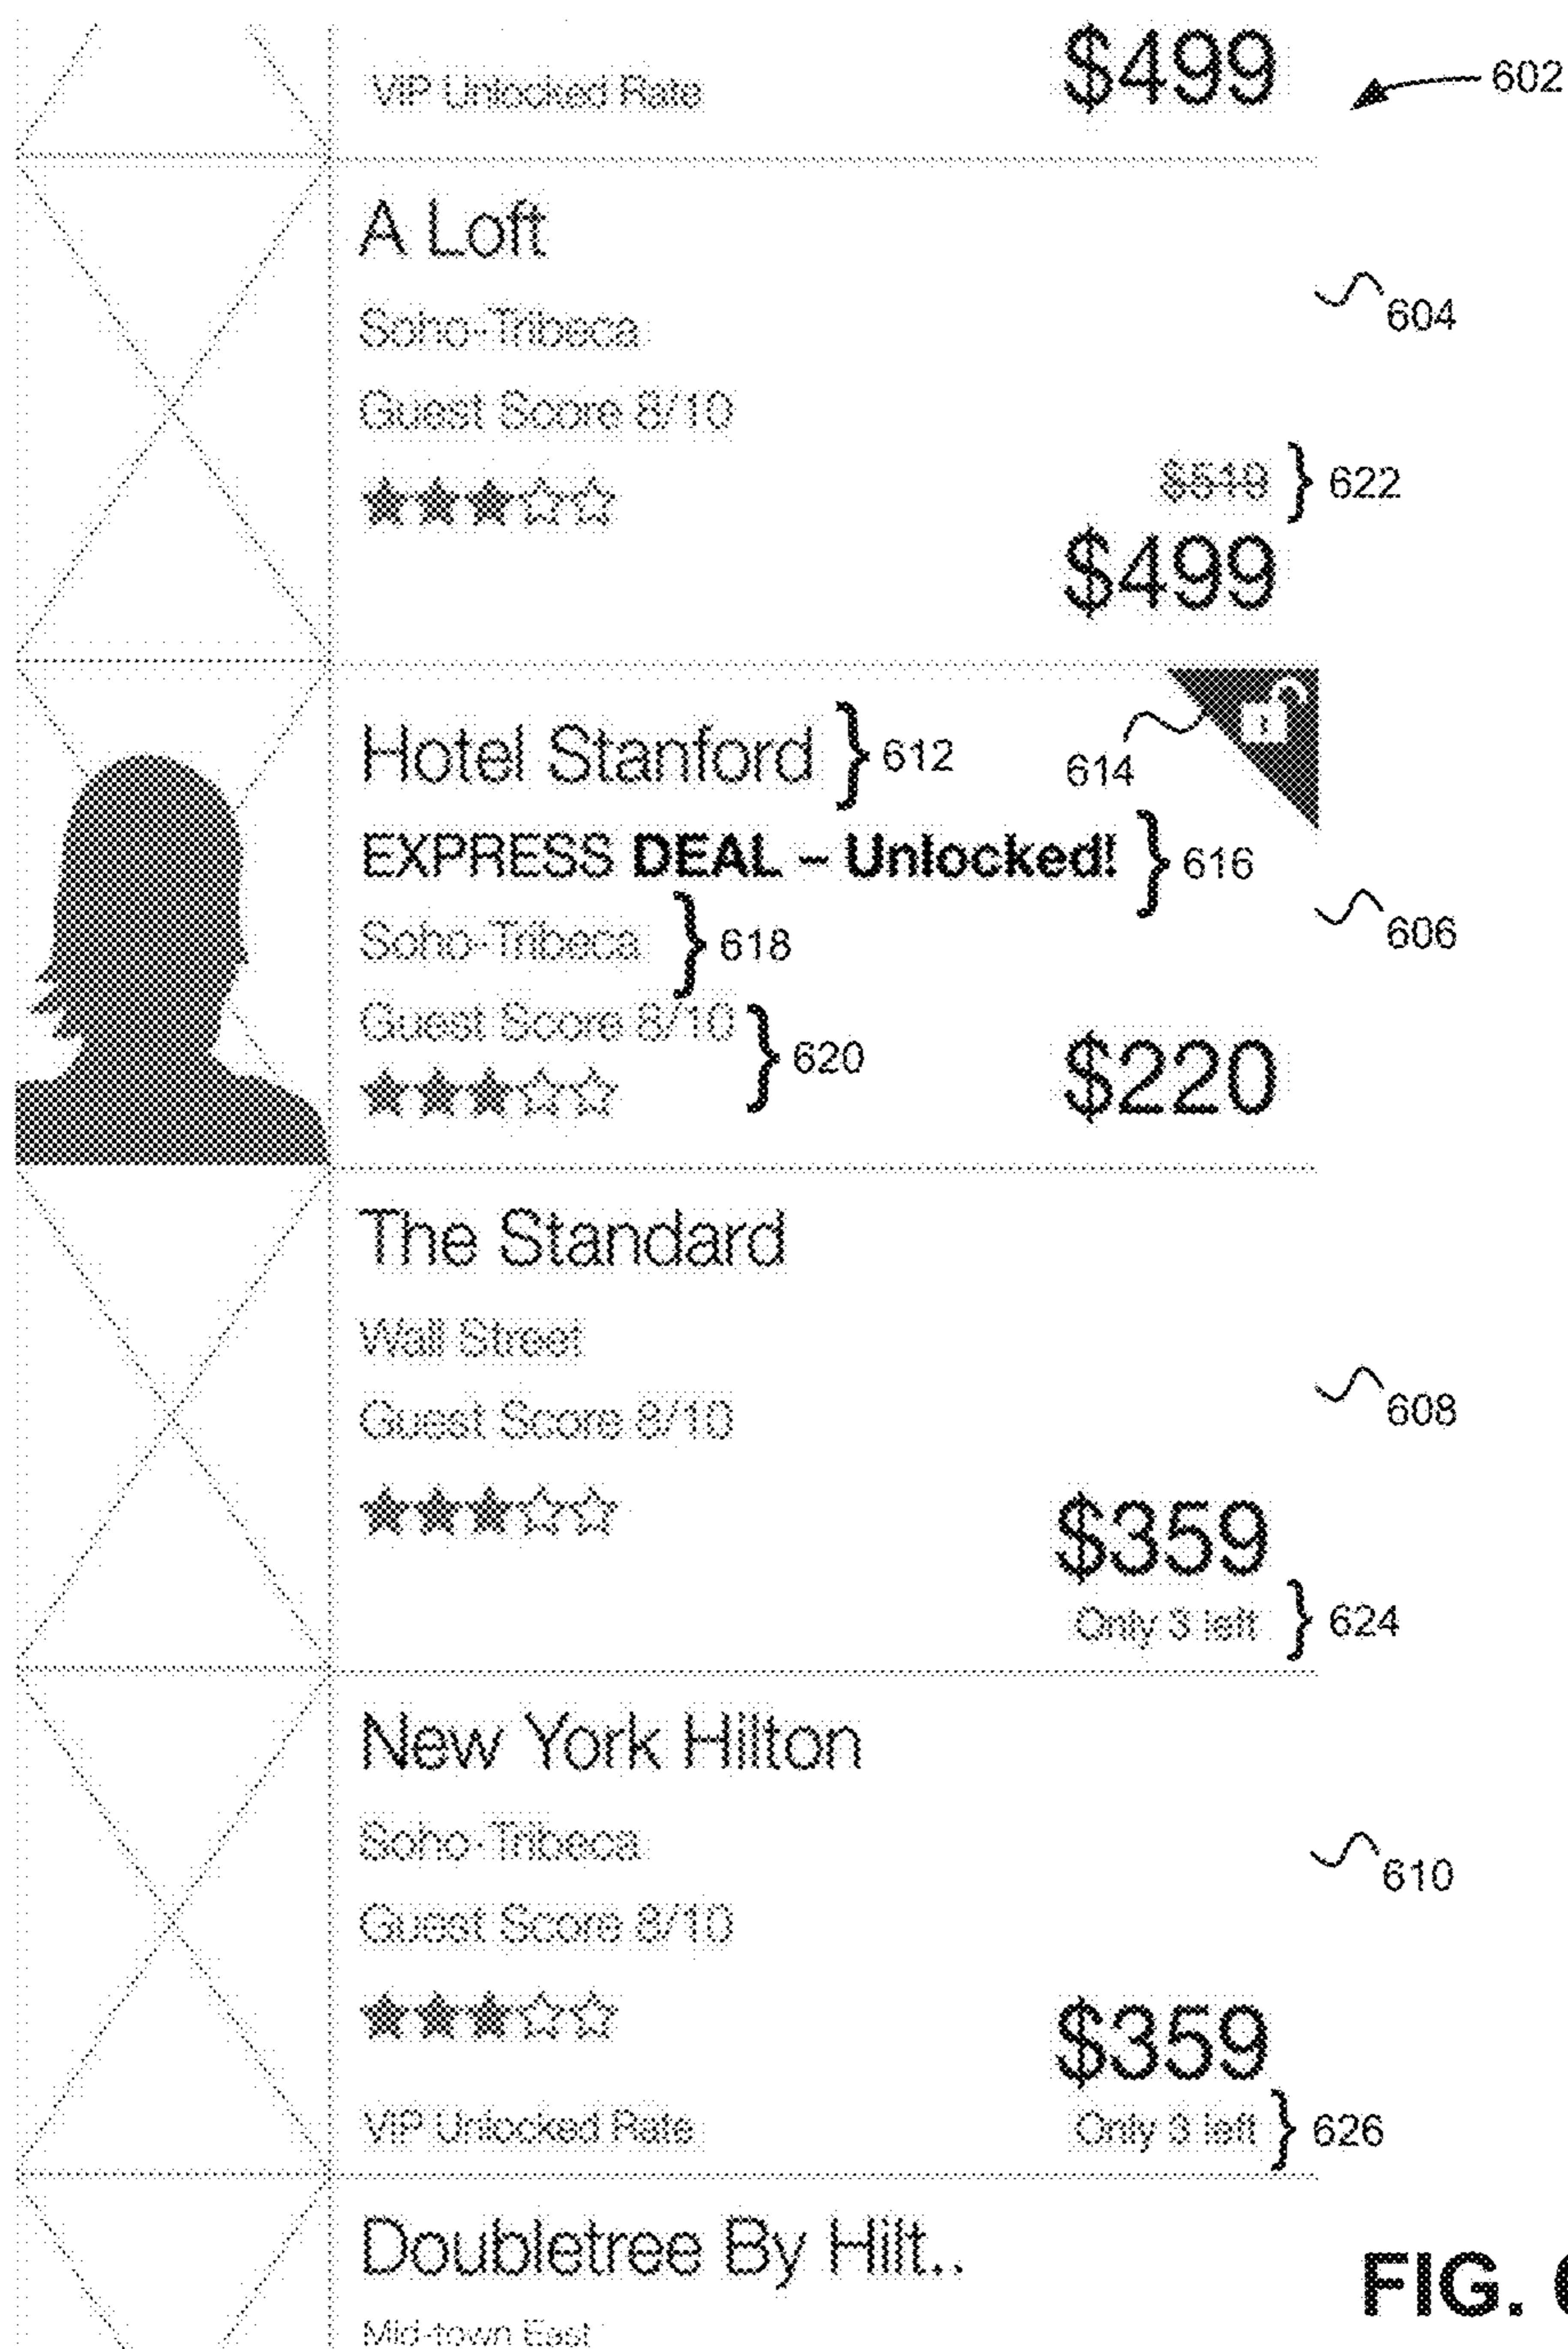 $499
VIP Unlocked Rate
602
A Loft
604
Soho-Tribeca
Guest Score 8/10
$519 } 622
$499
Hotel Stanford } 612
614
EXPRESS DEAL – Unlocked! } 616
606
Soho-Tribeca } 618
Guest Score 8/10
620
$220
The Standard
Wall Street
608
Guest Score 8/10
$359
Only 3 left } 624
New York Hilton
Soho-Tribeca
610
Guest Score 8/10
$359
VIP Unlocked Rate
Only 3 left } 626
Doubletree By Hilt..
FIG.
Mid-town East